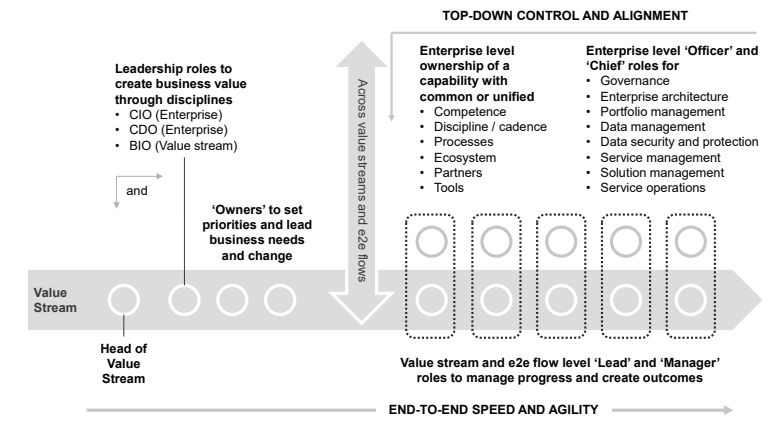 TOP-DOWN CONTROL AND ALIGNMENT
Leadership roles to
create business value
through disciplines
• CIO (Enterprise)
• CDO (Enterprise)
• BIO (Value stream)
and
‘Owners’ to set
priorities and lead
business needs
and change
Across value streams and e2e flows
Enterprise level
ownership of a
capability with
common or unified
• Competence
• Discipline / cadence
• Processes
• Ecosystem
• Partners
• Tools
Enterprise level ‘Officer’ and
‘Chief’ roles for
• Governance
• Enterprise architecture
• Portfolio management
• Data management
• Data security and protection
• Service management
• Solution management
• Service operations
Value
Stream
Head of
Value
Stream
Value stream and e2e flow level ‘Lead’ and ‘Manager’
roles to manage progress and create outcomes
END-TO-END SPEED AND AGILITY